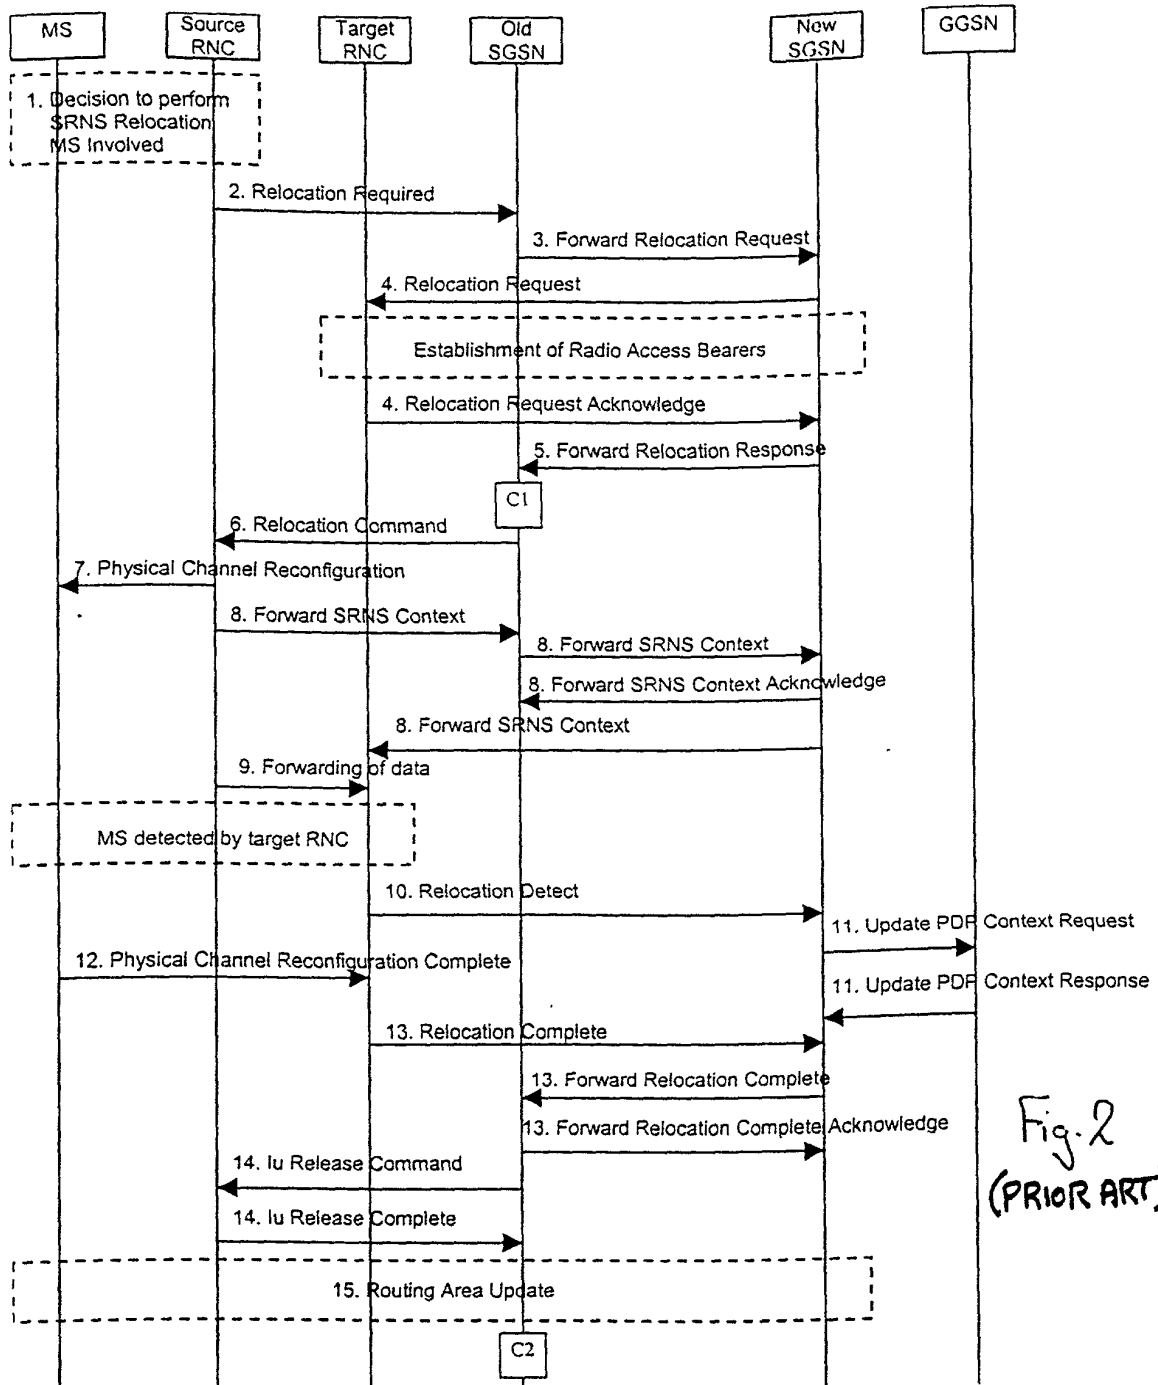 MS
Source
RNC
Target
RNC
Old
SGSN
New
SGSN
GGSN
1. Decision to perform
SRNS Relocation
MS Involved
2. Relocation Required
3. Forward Relocation Request
4. Relocation Request
Establishment of Radio Access Bearers
4. Relocation Request Acknowledge
5. Forward Relocation Response
C1
6. Relocation Command
7. Physical Channel Reconfiguration
8. Forward SRNS Context
8. Forward SRNS Context
8. Forward SRNS Context Acknowledge
8. Forward SRNS Context
9. Forwarding of data
MS detected by target RNC
10. Relocation Detect
11. Update PDP Context Request
12. Physical Channel Reconfiguration Complete
11. Update PDP Context Response
13. Relocation Complete
13. Forward Relocation Complete
13. Forward Relocation Complete Acknowledge
14. Iu Release Command
14. Iu Release Complete
15. Routing Area Update
C2
Fig. 2
(PRIOR ART)